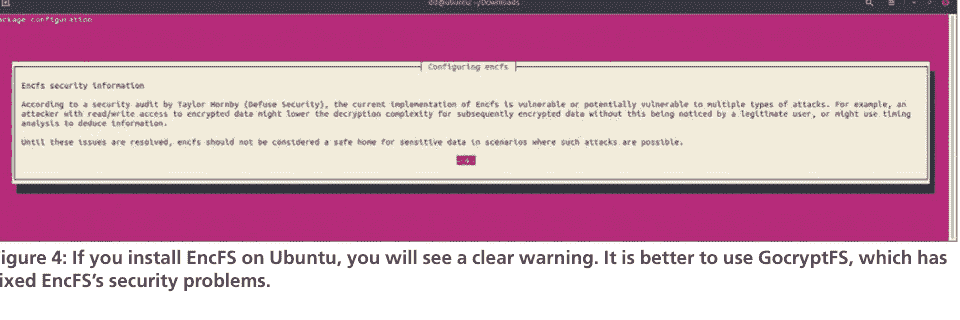 dd@ubuntu: ~/Downloads
ackage configuration
Configuring encfs
Encfs security information
According to a security audit by Taylor Hornby (Defuse Security), the current implementation of Encfs is vulnerable or potentially vulnerable to multiple types of attacks. For example, an
attacker with read/write access to encrypted data might lower the decryption complexity for subsequently encrypted data without this being noticed by a legitimate user, or might use timing
analysis to deduce information.
Until these issues are resolved, encfs should not be considered a safe home for sensitive data in scenarios where such attacks are possible.
igure 4: If you install EncFS on Ubuntu, you will see a clear warning. It is better to use GocryptFS, which has
ixed EncFS's security problems.